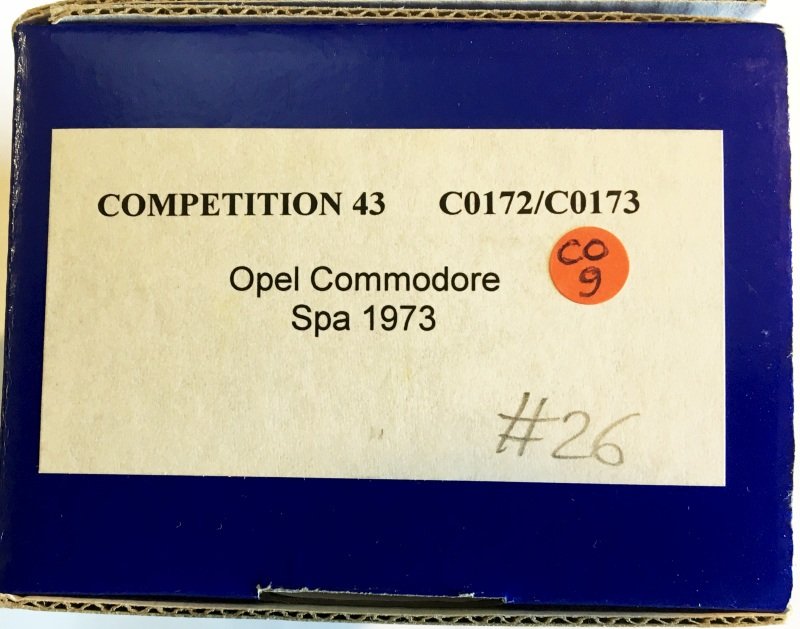 COMPETITION 43 C0172/C0173
CO
9
Opel Commodore
Spa 1973
#26